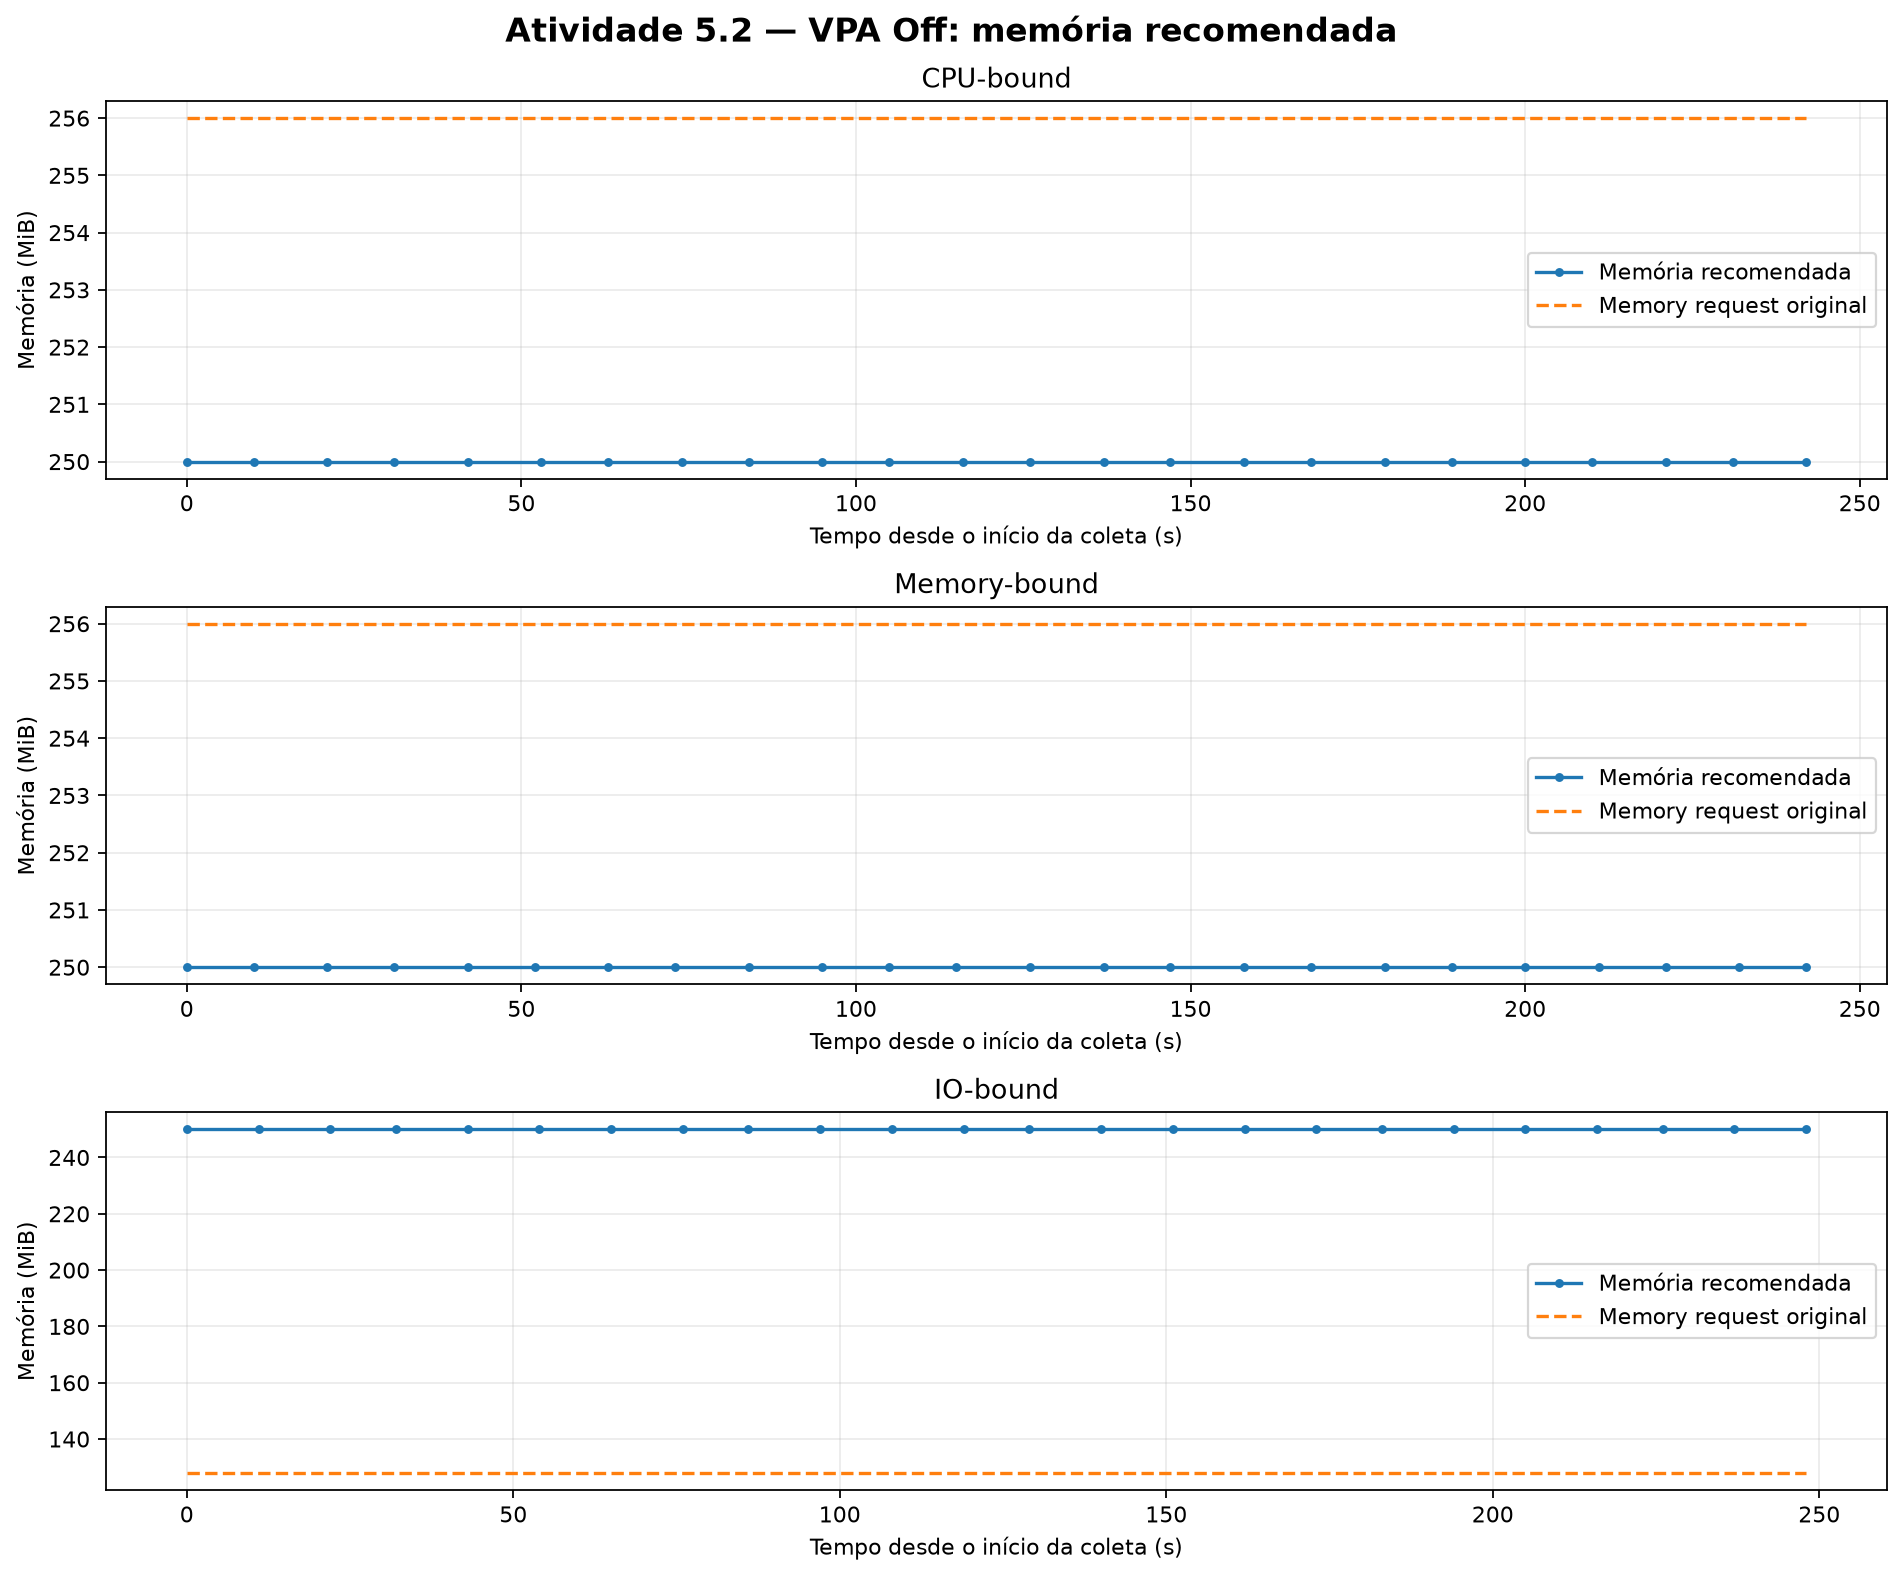 Atividade 5.2 — VPA Off: memória recomendada
CPU-bound
Memória (MiB)
256
255
254
253
252
251
250
Memória recomendada
Memory request original
0 50 100 150 200 250
Tempo desde o início da coleta (s)
Memory-bound
Memória (MiB)
256
255
254
253
252
251
250
Memória recomendada
Memory request original
0 50 100 150 200 250
Tempo desde o início da coleta (s)
IO-bound
Memória (MiB)
240
220
200
180
160
140
Memória recomendada
Memory request original
0 50 100 150 200 250
Tempo desde o início da coleta (s)